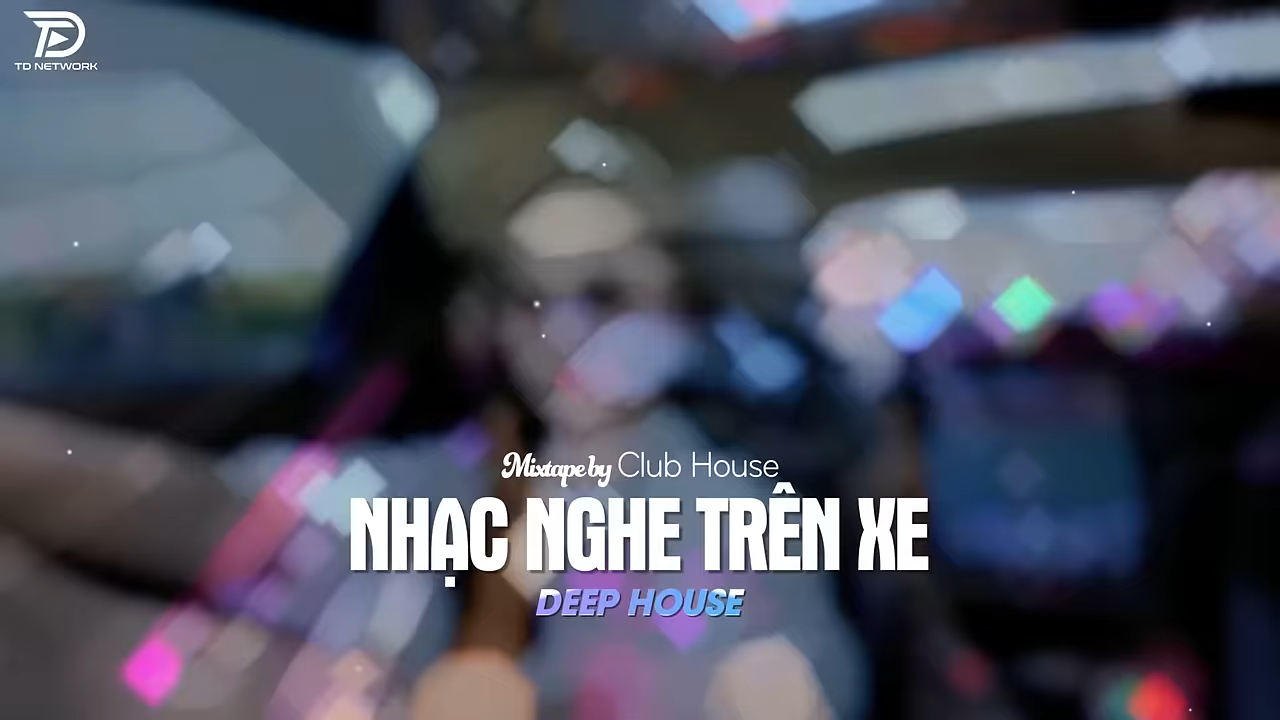 TD NETWORK
Mixtape by Club House
NHẠC NGHE TRÊN XE
DEEP HOUSE